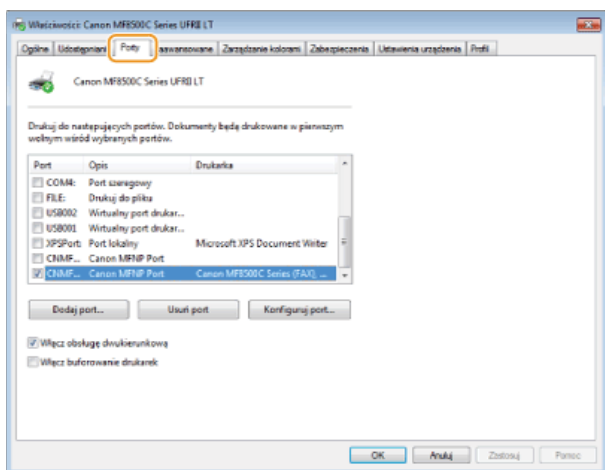 Właściwości: Canon MF8500C Series UFRII LT
Ogólne Udostępniani Porty aawansowane Zarządzanie kolorami Zabezpieczenia Ustawienia urządzenia Profil
Canon MF8500C Series UFRII LT
Drukuj do następujących portów. Dokumenty będą drukowane w pierwszym
wolnym wśród wybranych portów.
Port Opis Drukarka
COM4: Port szeregowy
FILE: Drukuj do pliku
USB002 Wirtualny port drukar...
USB001 Wirtualny port drukar...
XPSPort: Port lokalny Microsoft XPS Document Writer
CNMF... Canon MFNP Port
CNMF... Canon MFNP Port Canon MF8500C Series (FAX), ...
Dodaj port... Usuń port Konfiguruj port...
Włącz obsługę dwukierunkową
Włącz buforowanie drukarek
OK Anuluj Zastosuj Pomoc